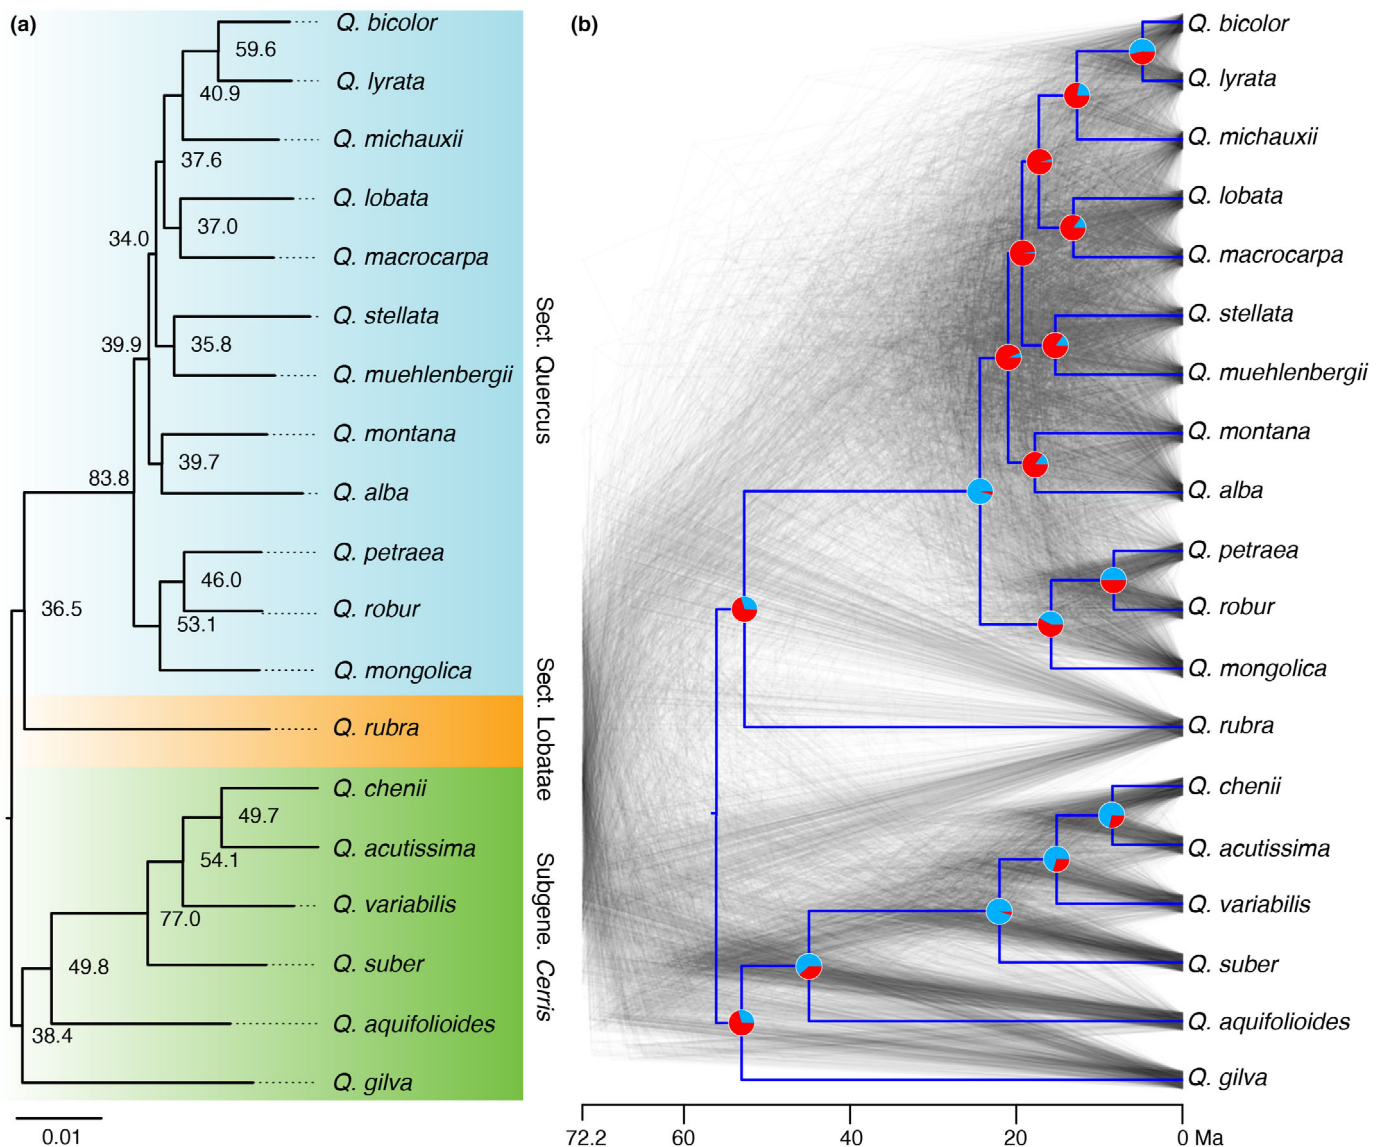 (a)
Q. bicolor
59.6
Q. lyrata
40.9
Q. michauxii
37.6
Q. lobata
37.0
34.0
Q. macrocarpa
Q. stellata
35.8
39.9
Q. muehlenbergii
Q. montana
39.7
83.8
Q. alba
Q. petraea
46.0
36.5
Q. robur
53.1
Q. mongolica
Q. rubra
Q. chenii
49.7
Q. acutissima
54.1
Q. variabilis
77.0
Q. suber
49.8
Q. aquifolioides
38.4
Q. gilva
0.01
Sect. Quercus
Sect. Lobatae
Subgene. Cerris
(b)
Q. bicolor
Q. lyrata
Q. michauxii
Q. lobata
Q. macrocarpa
Q. stellata
Q. muehlenbergii
Q. montana
Q. alba
Q. petraea
Q. robur
Q. mongolica
Q. rubra
Q. chenii
Q. acutissima
Q. variabilis
Q. suber
Q. aquifolioides
Q. gilva
72.2 60 40 20 0 Ma